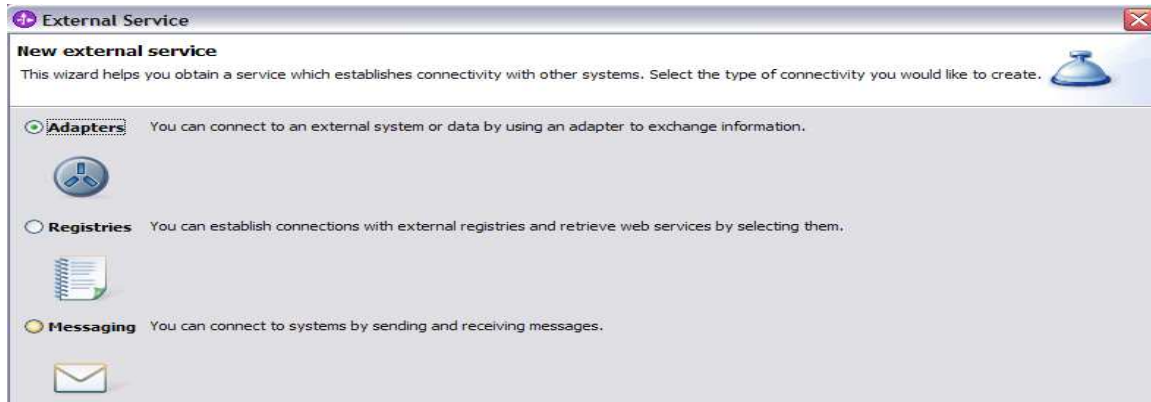 External Service
New external service
This wizard helps you obtain a service which establishes connectivity with other systems. Select the type of connectivity you would like to create.
Adapters You can connect to an external system or data by using an adapter to exchange information.
Registries You can establish connections with external registries and retrieve web services by selecting them.
Messaging You can connect to systems by sending and receiving messages.